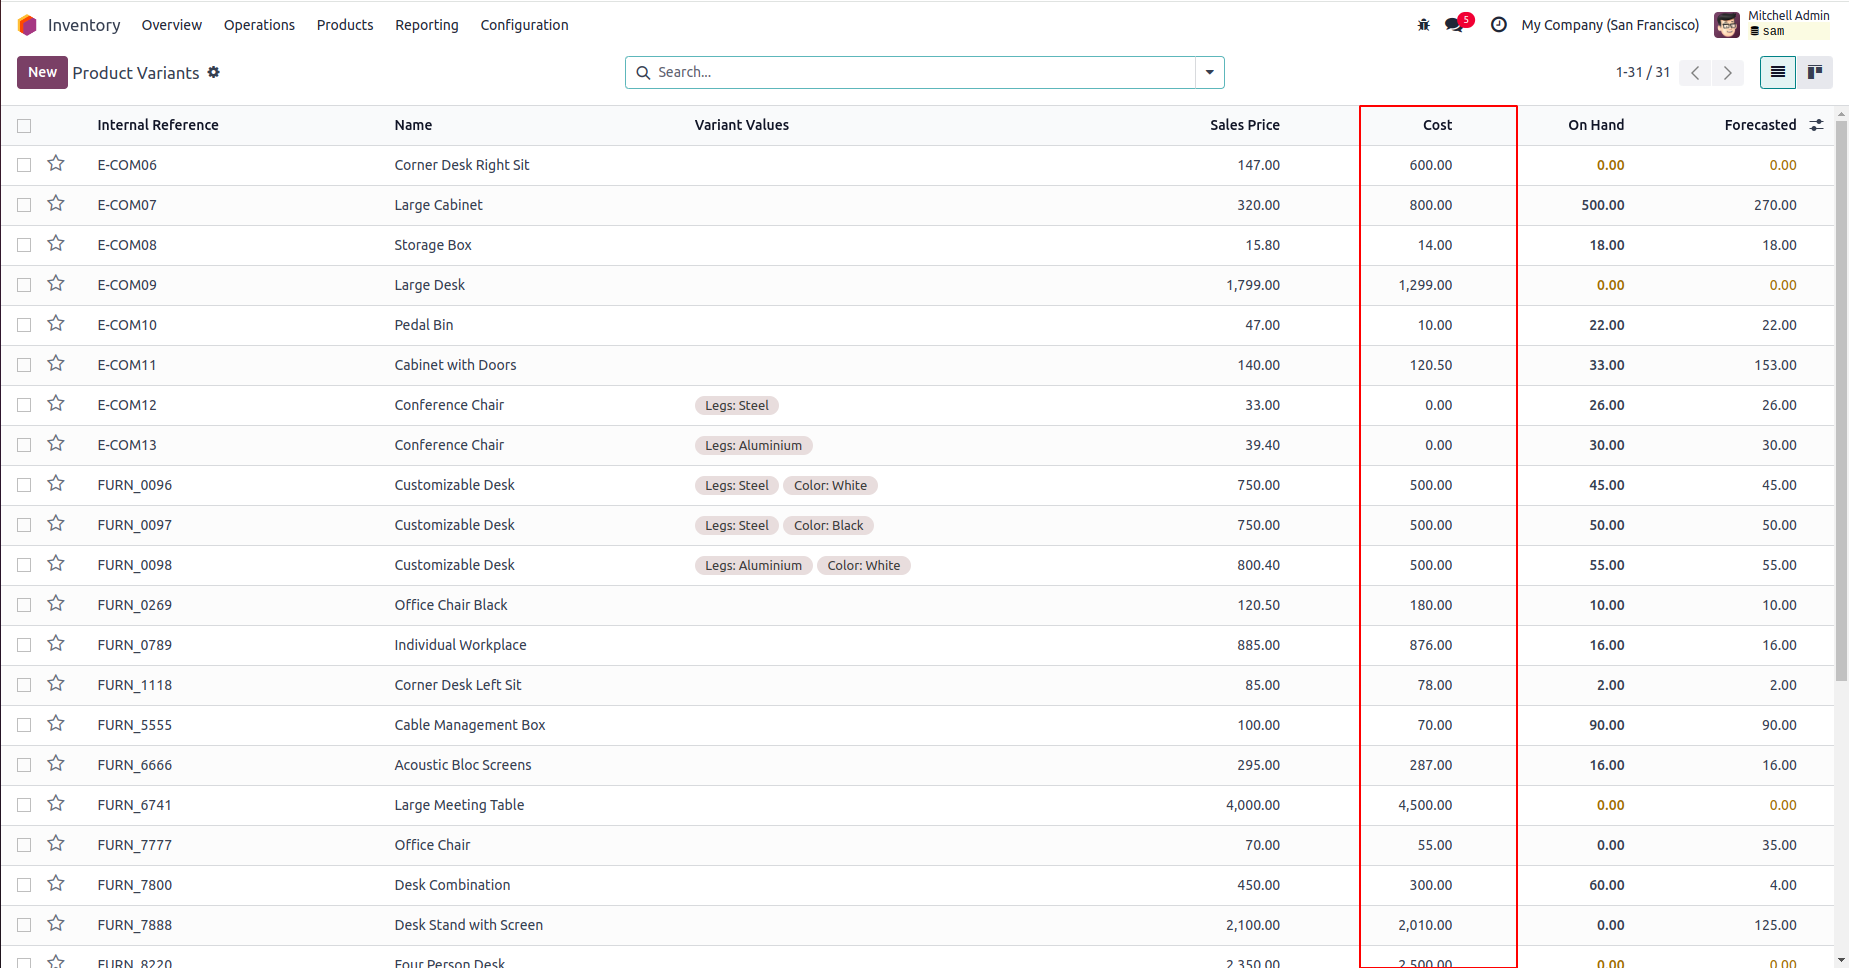 Inventory Overview Operations Products Reporting Configuration 5 My Company (San Francisco) Mitchell Admin
sam
New Product Variants Search... 1-31 / 31
Internal Reference Name Variant Values Sales Price Cost On Hand Forecasted
E-COM06 Corner Desk Right Sit 147.00 600.00 0.00 0.00
E-COM07 Large Cabinet 320.00 800.00 500.00 270.00
E-COM08 Storage Box 15.80 14.00 18.00 18.00
E-COM09 Large Desk 1,799.00 1,299.00 0.00 0.00
E-COM10 Pedal Bin 47.00 10.00 22.00 22.00
E-COM11 Cabinet with Doors 140.00 120.50 33.00 153.00
E-COM12 Conference Chair Legs: Steel 33.00 0.00 26.00 26.00
E-COM13 Conference Chair Legs: Aluminium 39.40 0.00 30.00 30.00
FURN_0096 Customizable Desk Legs: Steel Color: White 750.00 500.00 45.00 45.00
FURN_0097 Customizable Desk Legs: Steel Color: Black 750.00 500.00 50.00 50.00
FURN_0098 Customizable Desk Legs: Aluminium Color: White 800.40 500.00 55.00 55.00
FURN_0269 Office Chair Black 120.50 180.00 10.00 10.00
FURN_0789 Individual Workplace 885.00 876.00 16.00 16.00
FURN_1118 Corner Desk Left Sit 85.00 78.00 2.00 2.00
FURN_5555 Cable Management Box 100.00 70.00 90.00 90.00
FURN_6666 Acoustic Bloc Screens 295.00 287.00 16.00 16.00
FURN_6741 Large Meeting Table 4,000.00 4,500.00 0.00 0.00
FURN_7777 Office Chair 70.00 55.00 0.00 35.00
FURN_7800 Desk Combination 450.00 300.00 60.00 4.00
FURN_7888 Desk Stand with Screen 2,100.00 2,010.00 0.00 125.00
FURN_8220 Four Person Desk 2,350.00 2,500.00 0.00 0.00